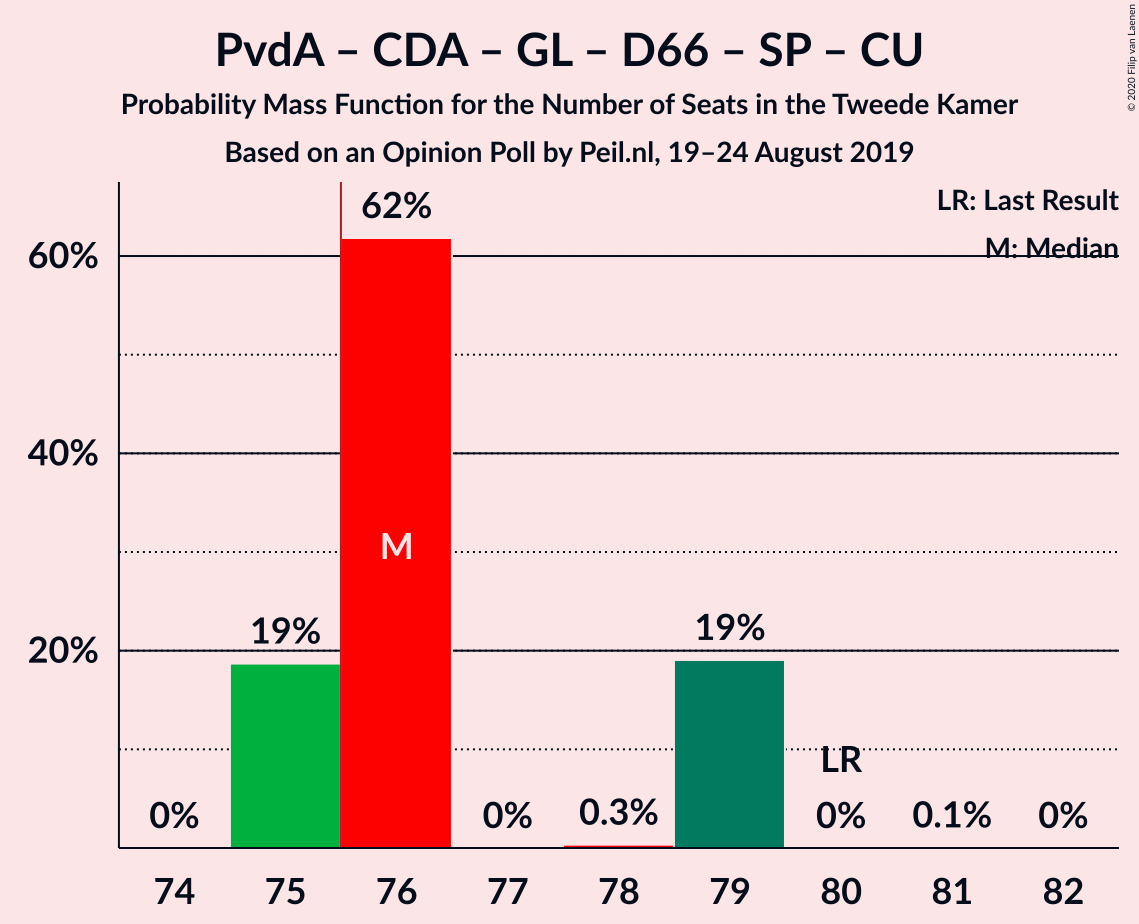 PvdA – CDA – GL – D66 – SP – CU
Probability Mass Function for the Number of Seats in the Tweede Kamer
Based on an Opinion Poll by Peil.nl, 19–24 August 2019
© 2020 Filip van Laenen
LR: Last Result
M: Median
60%
40%
20%
62%
M
19%
19%
LR
0%
0%
0.3%
0%
0.1%
0%
74 75 76 77 78 79 80 81 82